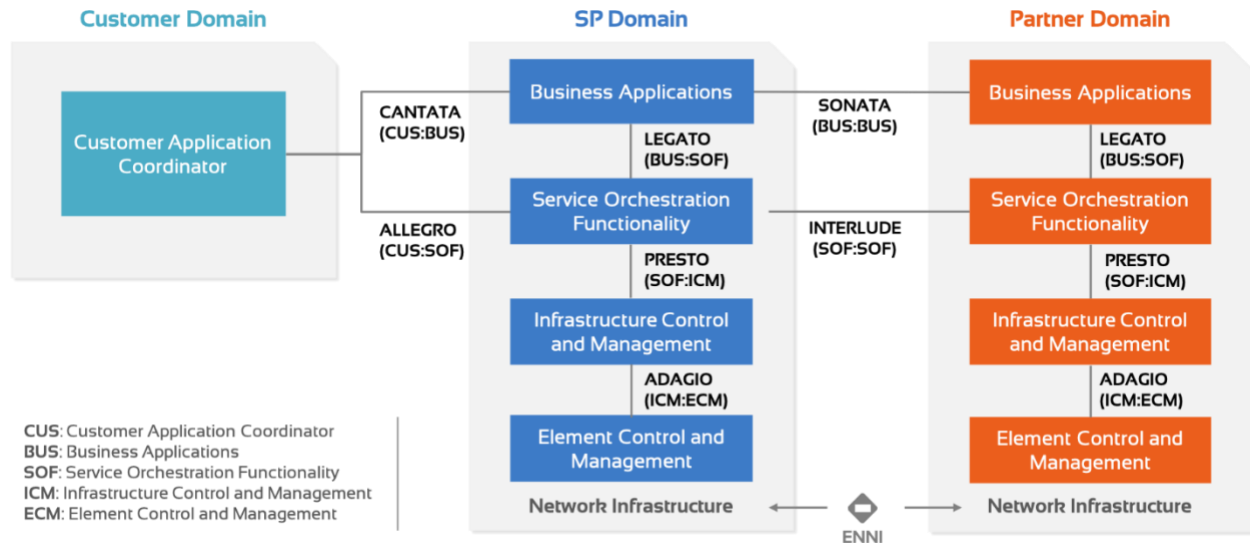 Customer Domain
SP Domain
Partner Domain
Customer Application
Coordinator
CANTATA
(CUS:BUS)
ALLEGRO
(CUS:SOF)
Business Applications
LEGATO
(BUS:SOF)
Service Orchestration
Functionality
PRESTO
(SOF:ICM)
Infrastructure Control
and Management
ADAGIO
(ICM:ECM)
Element Control and
Management
Network Infrastructure
SONATA
(BUS:BUS)
INTERLUDE
(SOF:SOF)
ENNI
Business Applications
LEGATO
(BUS:SOF)
Service Orchestration
Functionality
PRESTO
(SOF:ICM)
Infrastructure Control
and Management
ADAGIO
(ICM:ECM)
Element Control and
Management
Network Infrastructure
CUS: Customer Application Coordinator
BUS: Business Applications
SOF: Service Orchestration Functionality
ICM: Infrastructure Control and Management
ECM: Element Control and Management